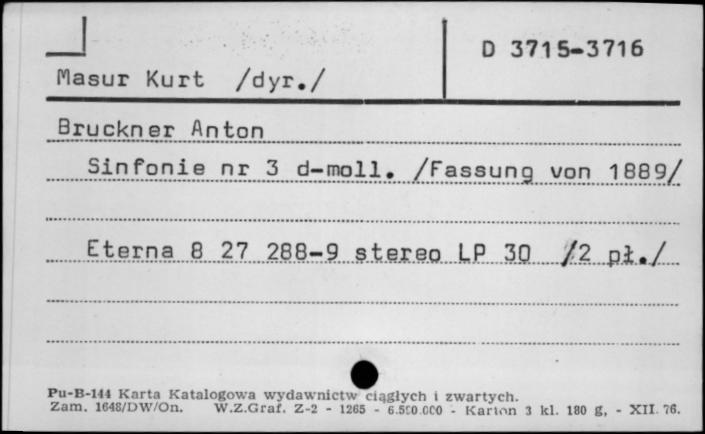 D 3715-3716
Masur Kurt /dyr./
Bruckner Anton
Sinfonie nr 3 d-moll. /Fassung von 1889/
Eterna 8 27 288-9 stereo LP 30 /2 pł./
Pu-B-144 Karta Katalogowa wydawnictw ciągłych i zwartych.
Zam. 1648/DW/On. W.Z.Graf. Z-2 - 1265 - 6.500.000 - Karton 3 kl. 180 g, - XII. 76.